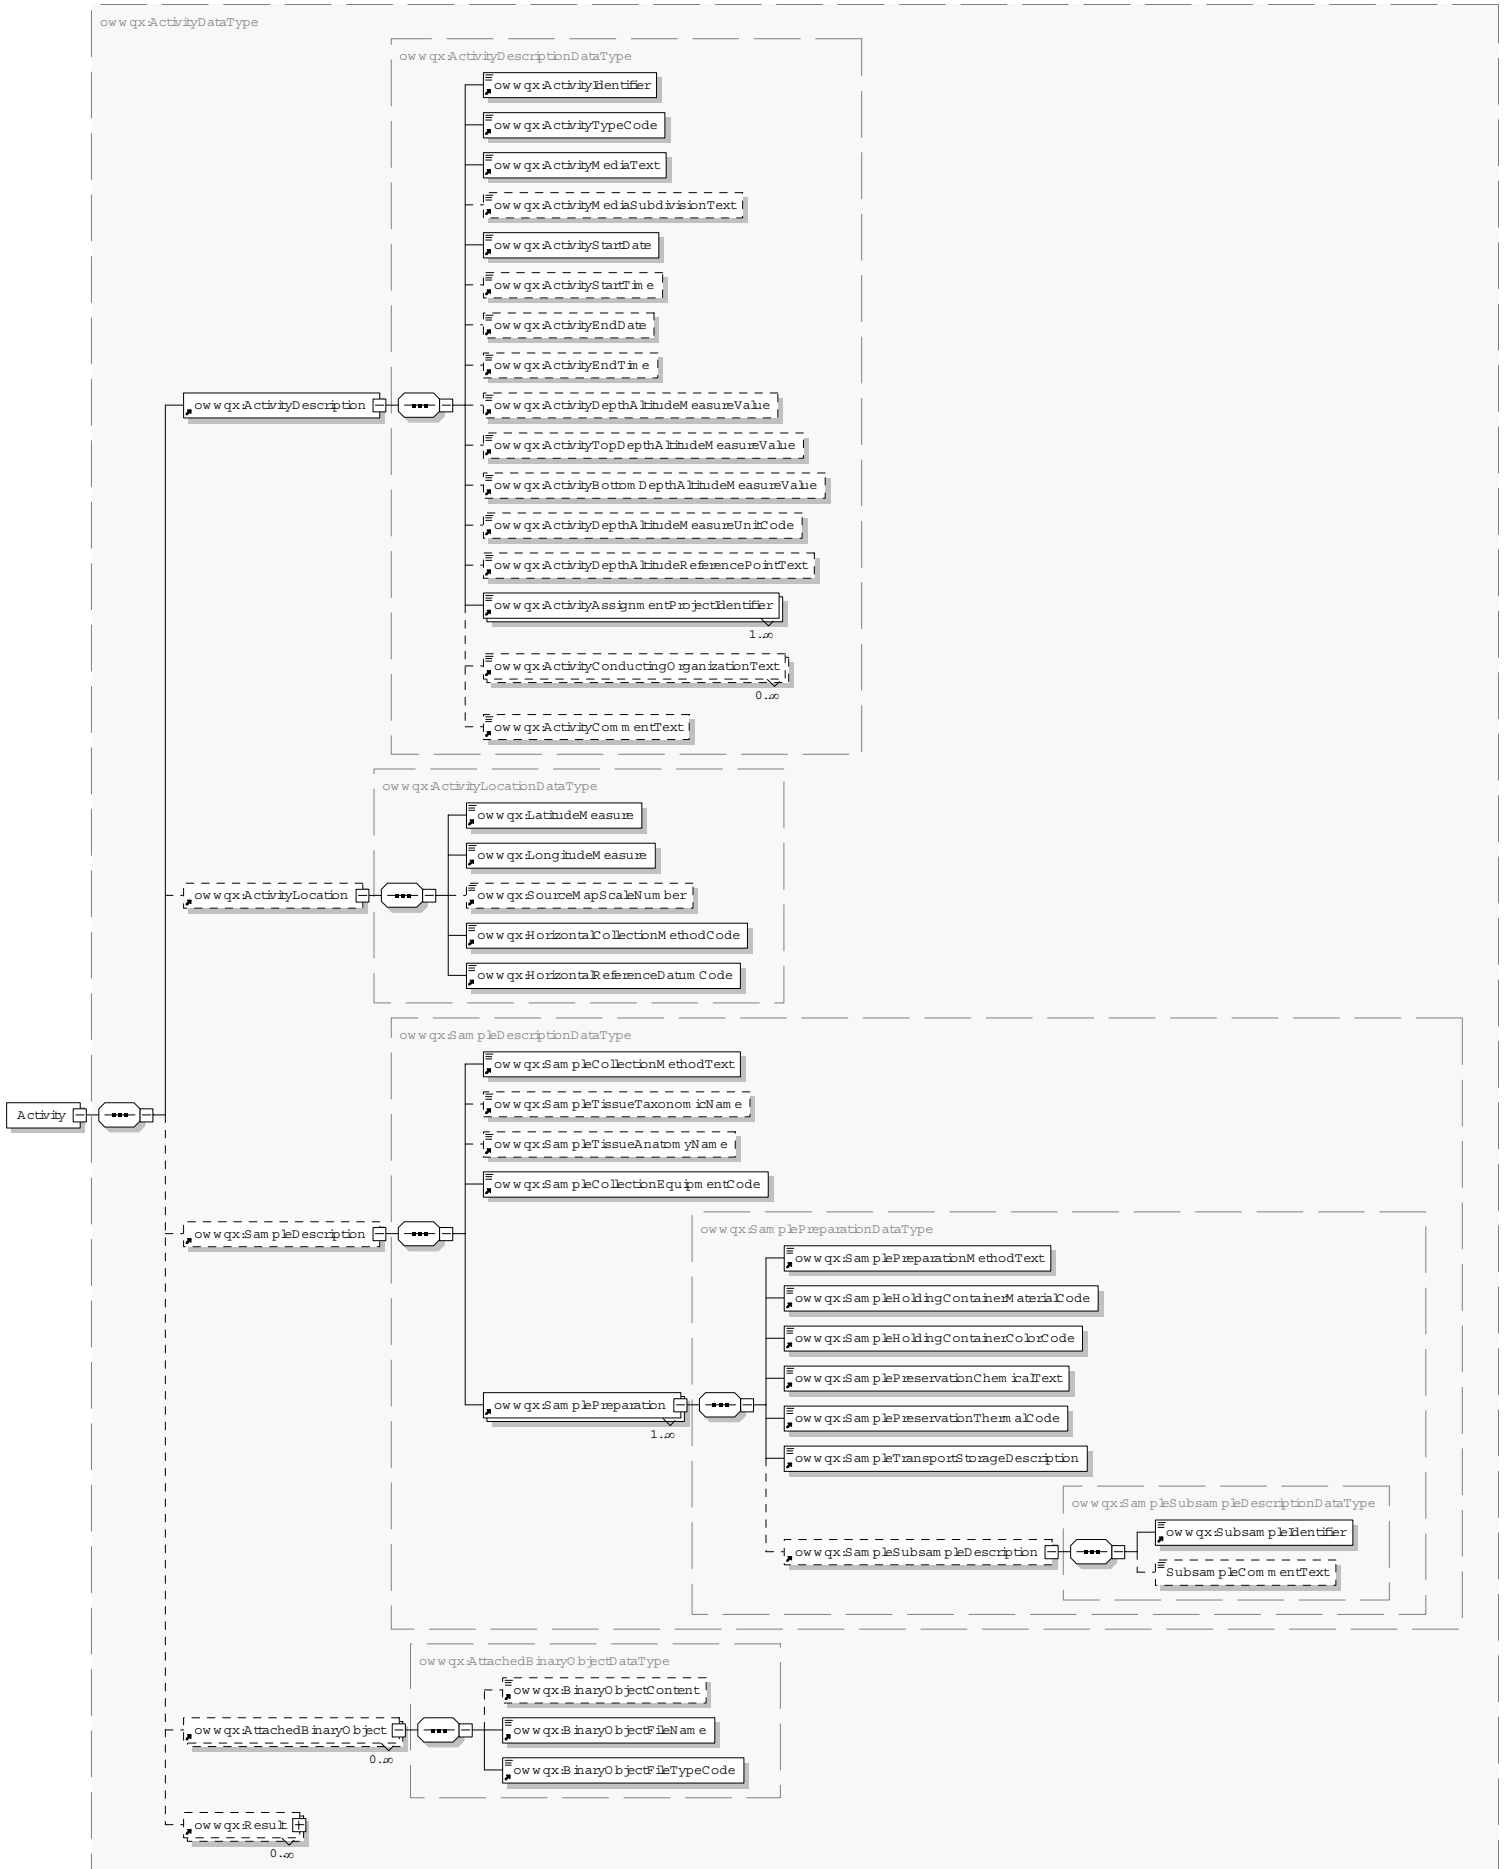 owwqx:ActivityDataType
owwqx:ActivityDescriptionDataType
owwqx:ActivityIdentifier
owwqx:ActivityTypeCode
owwqx:ActivityMediaText
owwqx:ActivityMediaSubdivisionText
owwqx:ActivityStartDate
owwqx:ActivityStartTime
owwqx:ActivityEndDate
owwqx:ActivityEndTime
owwqx:ActivityDescription
owwqx:ActivityDepthAltitudeMeasureValue
owwqx:ActivityTopDepthAltitudeMeasureValue
owwqx:ActivityBottomDepthAltitudeMeasureValue
owwqx:ActivityDepthAltitudeMeasureUnitCode
owwqx:ActivityDepthAltitudeReferencePointText
owwqx:ActivityAssignmentProjectIdentifier
1..∞
owwqx:ActivityConductingOrganizationText
0..∞
owwqx:ActivityCommentText
owwqx:ActivityLocationDataType
owwqx:LatitudeMeasure
owwqx:LongitudeMeasure
owwqx:ActivityLocation
owwqx:SourceMapScaleNumber
owwqx:HorizontalCollectionMethodCode
owwqx:HorizontalReferenceDatumCode
owwqx:SampleDescriptionDataType
owwqx:SampleCollectionMethodText
owwqx:SampleTissueTaxonomicName
Activity
owwqx:SampleTissueAnatomyName
owwqx:SampleCollectionEquipmentCode
owwqx:SampleDescription
owwqx:SamplePreparationDataType
owwqx:SamplePreparationMethodText
owwqx:SampleHoldingContainerMaterialCode
owwqx:SampleHoldingContainerColorCode
owwqx:SamplePreservationChemicalText
owwqx:SamplePreparation
1..∞
owwqx:SamplePreservationThermalCode
owwqx:SampleTransportStorageDescription
owwqx:SampleSubsampleDescriptionDataType
owwqx:SubsampleIdentifier
owwqx:SampleSubsampleDescription
SubsampleCommentText
owwqx:AttachedBinaryObjectDataType
owwqx:BinaryObjectContent
owwqx:AttachedBinaryObject
0..∞
owwqx:BinaryObjectFileName
owwqx:BinaryObjectFileTypeCode
owwqx:Result
0..∞